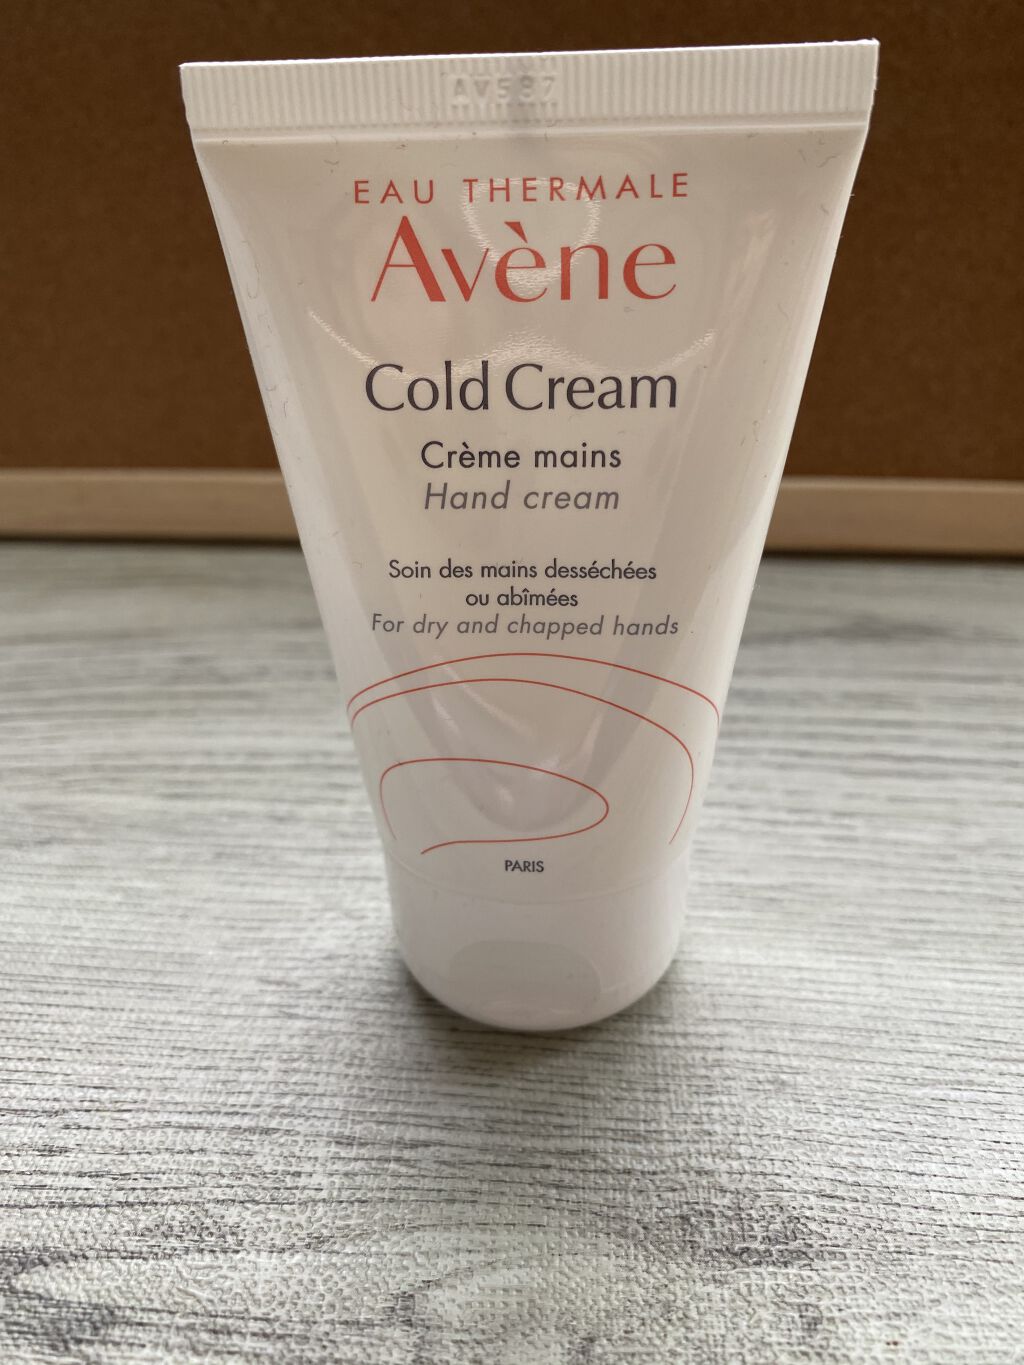 AV587
EAU THERMALE
Avène
Cold Cream
Crème mains
Hand cream
Soin des mains desséchées
ou abîmées
For dry and chapped hands
PARIS